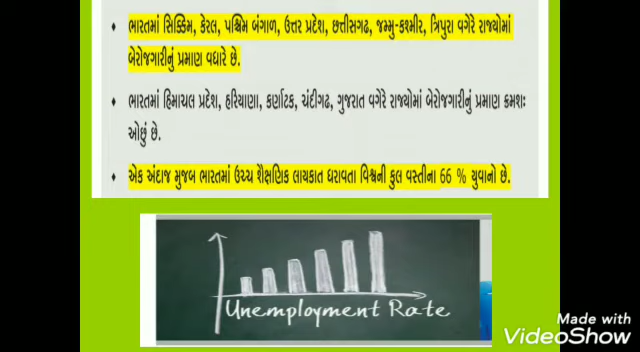 • ભારતમાં સિક્કિમ, કેરલ, પશ્ચિમ બંગાળ, ઉત્તર પ્રદેશ, છત્તીસગઢ, જમ્મુ-કશ્મીર, ત્રિપુરા વગેરે રાજ્યોમાં
બેરોજગારીનું પ્રમાણ વધારે છે.
• ભારતમાં હિમાચલ પ્રદેશ, હરિયાણા, કર્ણાટક, ચંદીગઢ, ગુજરાત વગેરે રાજ્યોમાં બેરોજગારીનું પ્રમાણ ક્રમશઃ
ઓછું છે.
• એક અંદાજ મુજબ ભારતમાં ઉચ્ચ શૈક્ષણિક લાયકાત ધરાવતા વિશ્વની કુલ વસ્તીના 66 % યુવાનો છે.
Unemployment Rate
Made with
VideoShow